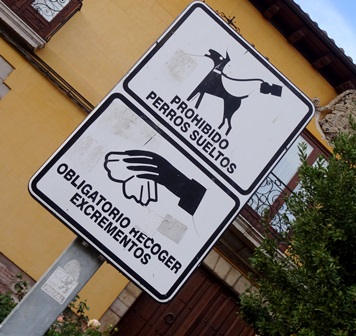 PROHIBIDO
PERROS SUELTOS
OBLIGATORIO RECOGER
EXCREMENTOS